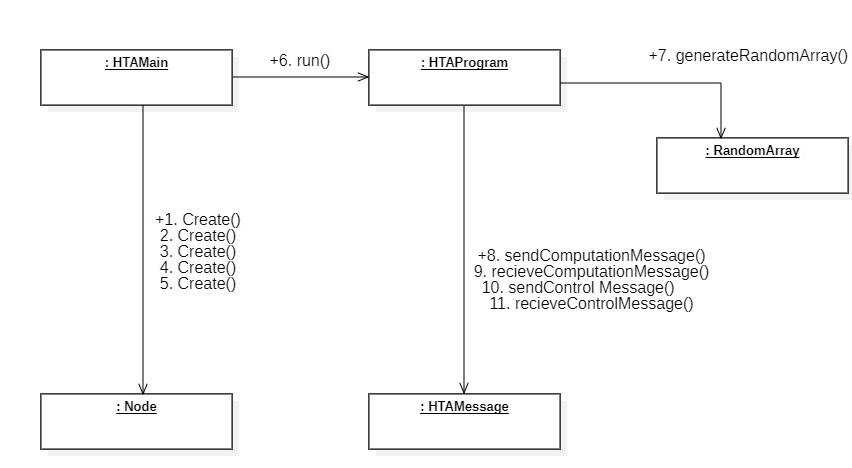 +7. generateRandomArray()
: HTAMain
+6. run()
: HTAProgram
: RandomArray
+1. Create()
2. Create()
3. Create()
4. Create()
5. Create()
+8. sendComputationMessage()
9. recieveComputationMessage()
10. sendControl Message()
11. recieveControlMessage()
: Node
: HTAMessage